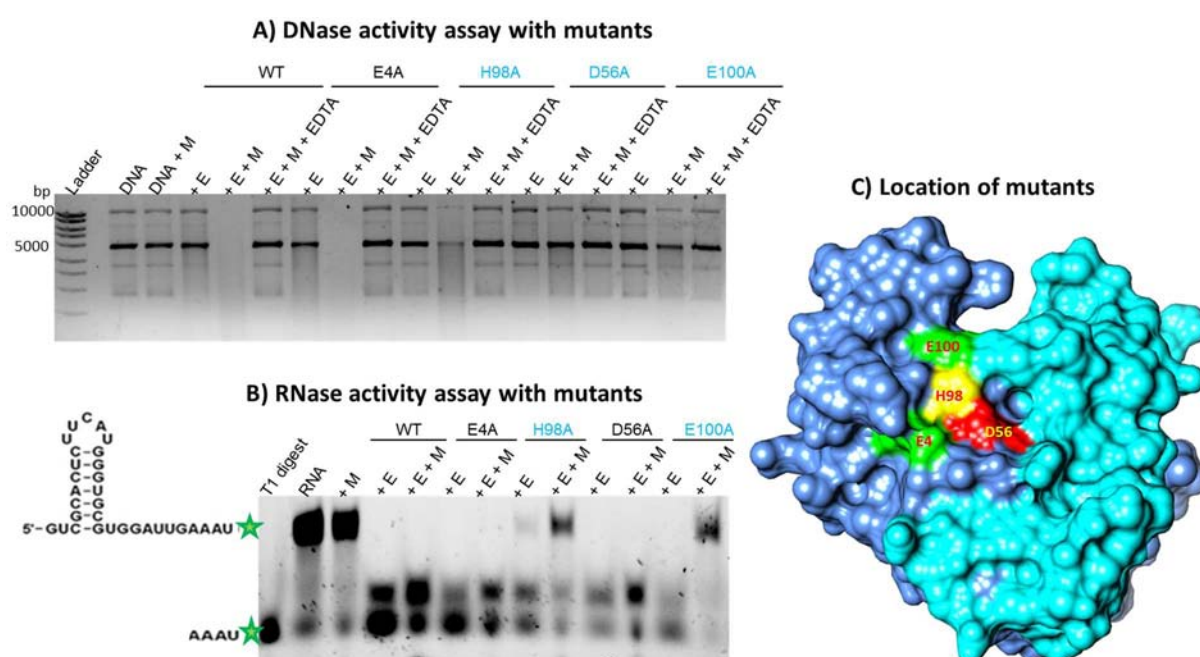 A) DNase activity assay with mutants
WT E4A H98A D56A E100A
Ladder DNA DNA + M + E + E + M + E + M + EDTA + E + E + M + E + M + EDTA + E + E + M + E + M + EDTA + E + E + M + E + M + EDTA + E + E + M + E + M + EDTA
bp
10000
5000
B) RNase activity assay with mutants
WT E4A H98A D56A E100A
T1 digest RNA + M + E + E + M + E + E + M + E + E + M + E + E + M + E + E + M
C A
U U
U G
C-G
U-G
C-G
A-U
C-G
G-C
5'-GUC-GUGGAUUGAAAU
AAAU
C) Location of mutants
E100
H98
E4
D56